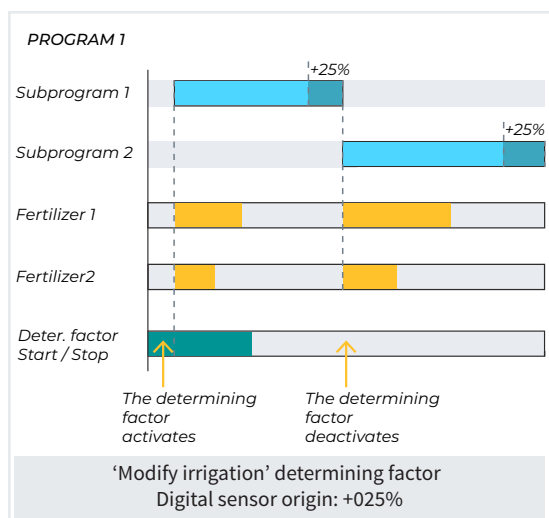 PROGRAM 1
+25%
Subprogram 1
+25%
Subprogram 2
Fertilizer 1
Fertilizer2
Deter. factor
Start / Stop
The determining
factor
activates
The determining
factor
deactivates
‘Modify irrigation’ determining factor
Digital sensor origin: +025%